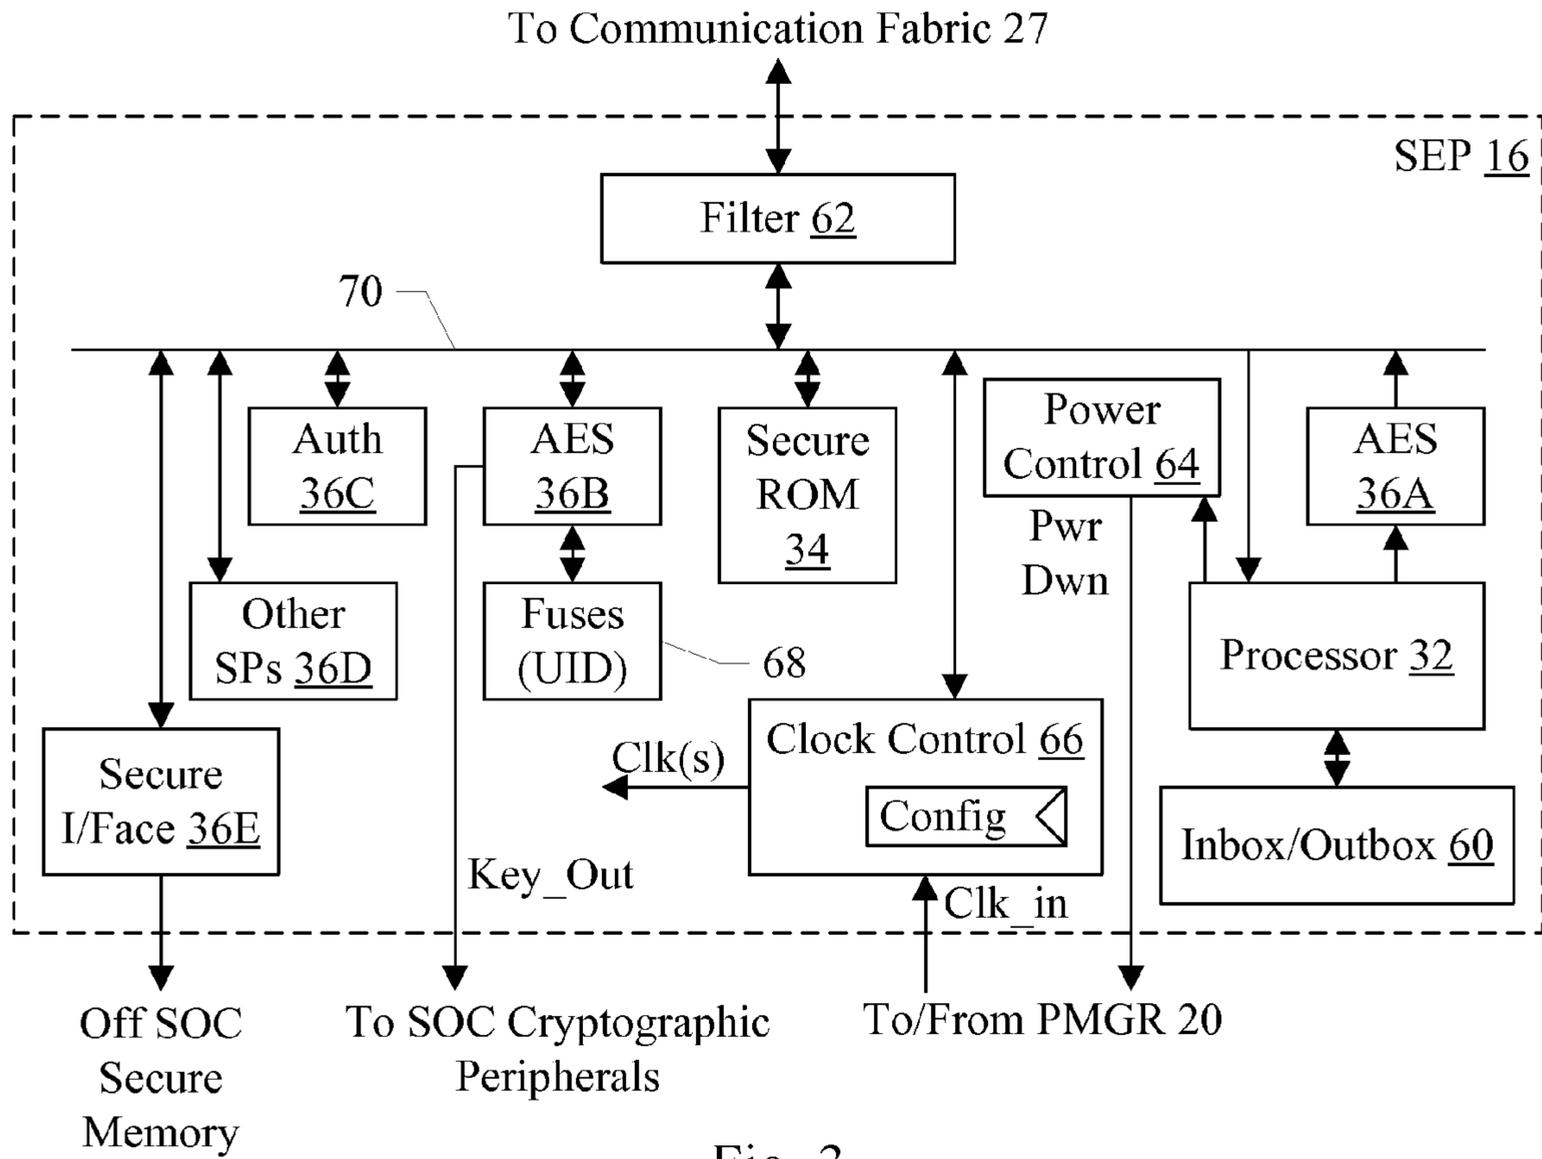 To Communication Fabric 27
SEP 16
Filter 62
70
Auth
36C
AES
36B
Secure
ROM
34
Power
Control 64
AES
36A
Pwr
Dwn
Other
SPs 36D
Fuses
(UID)
68
Processor 32
Secure
I/Face 36E
Clk(s)
Clock Control 66
Config
Inbox/Outbox 60
Key_Out
Clk_in
Off SOC
Secure
Memory
To SOC Cryptographic
Peripherals
To/From PMGR 20